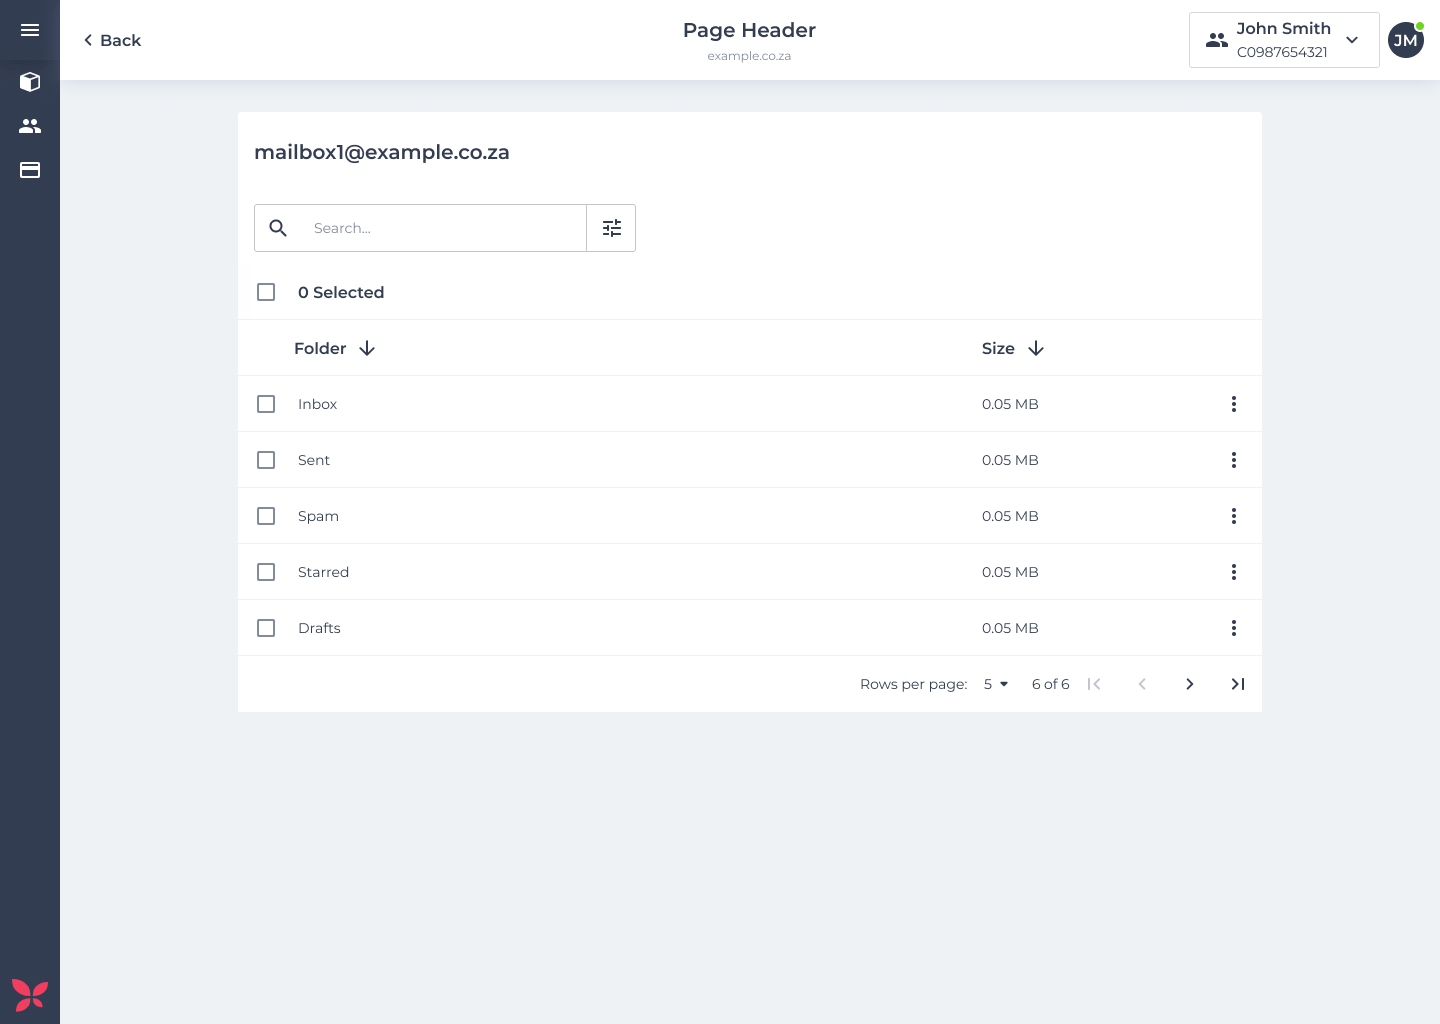 Back
Page Header
example.co.za
John Smith
C0987654321
JM
mailbox1@example.co.za
Search...
0 Selected
Folder Size
Inbox 0.05 MB
Sent 0.05 MB
Spam 0.05 MB
Starred 0.05 MB
Drafts 0.05 MB
Rows per page: 5 6 of 6